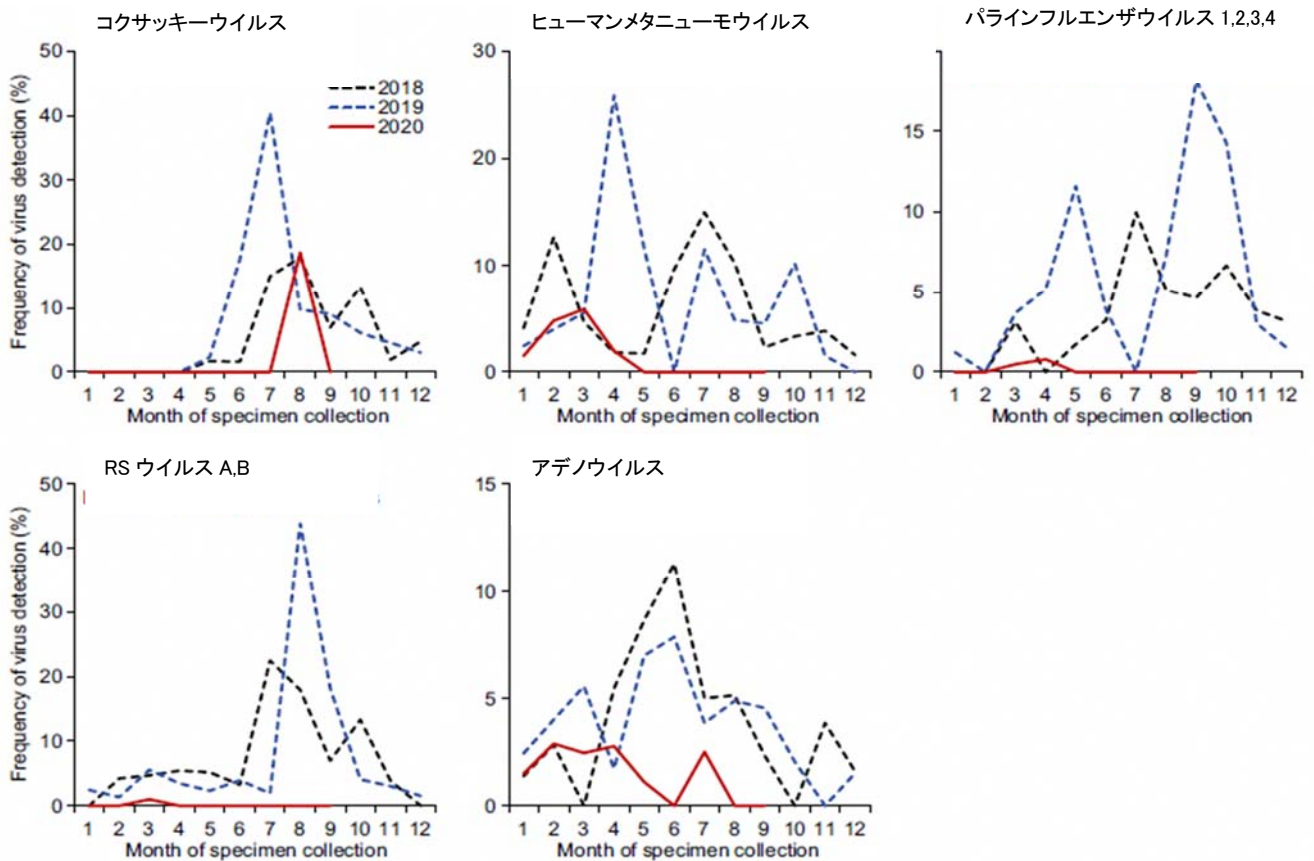 コクサッキーウイルス
50
40
30
20
10
0
Frequency of virus detection (%)
2018
2019
2020
1 2 3 4 5 6 7 8 9 10 11 12
Month of specimen collection
ヒューマンメタニューモウイルス
30
20
10
0
1 2 3 4 5 6 7 8 9 10 11 12
Month of specimen collection
パラインフルエンザウイルス 1,2,3,4
15
10
5
0
1 2 3 4 5 6 7 8 9 10 11 12
Month of specimen collection
RS ウイルス A,B
50
40
30
20
10
0
Frequency of virus detection (%)
1 2 3 4 5 6 7 8 9 10 11 12
Month of specimen collection
アデノウイルス
15
10
5
0
1 2 3 4 5 6 7 8 9 10 11 12
Month of specimen collection